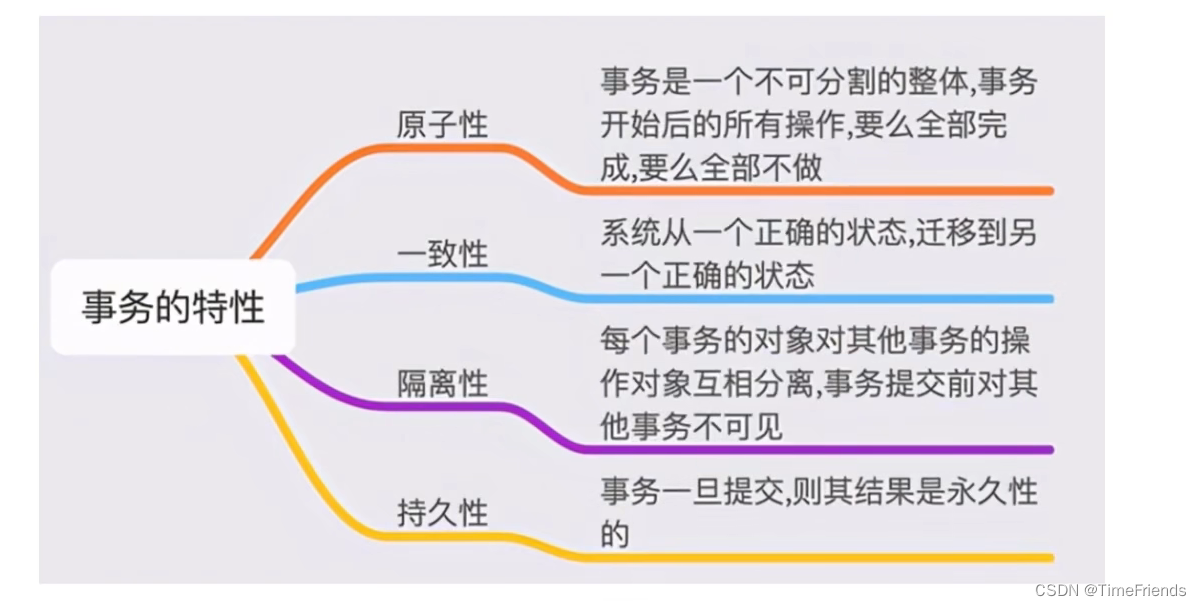 事务的特性
原子性
事务是一个不可分割的整体,事务
开始后的所有操作,要么全部完
成,要么全部不做
一致性
系统从一个正确的状态,迁移到另
一个正确的状态
隔离性
每个事务的对象对其他事务的操
作对象互相分离,事务提交前对其
他事务不可见
持久性
事务一旦提交,则其结果是永久性
的
CSDN @TimeFriends